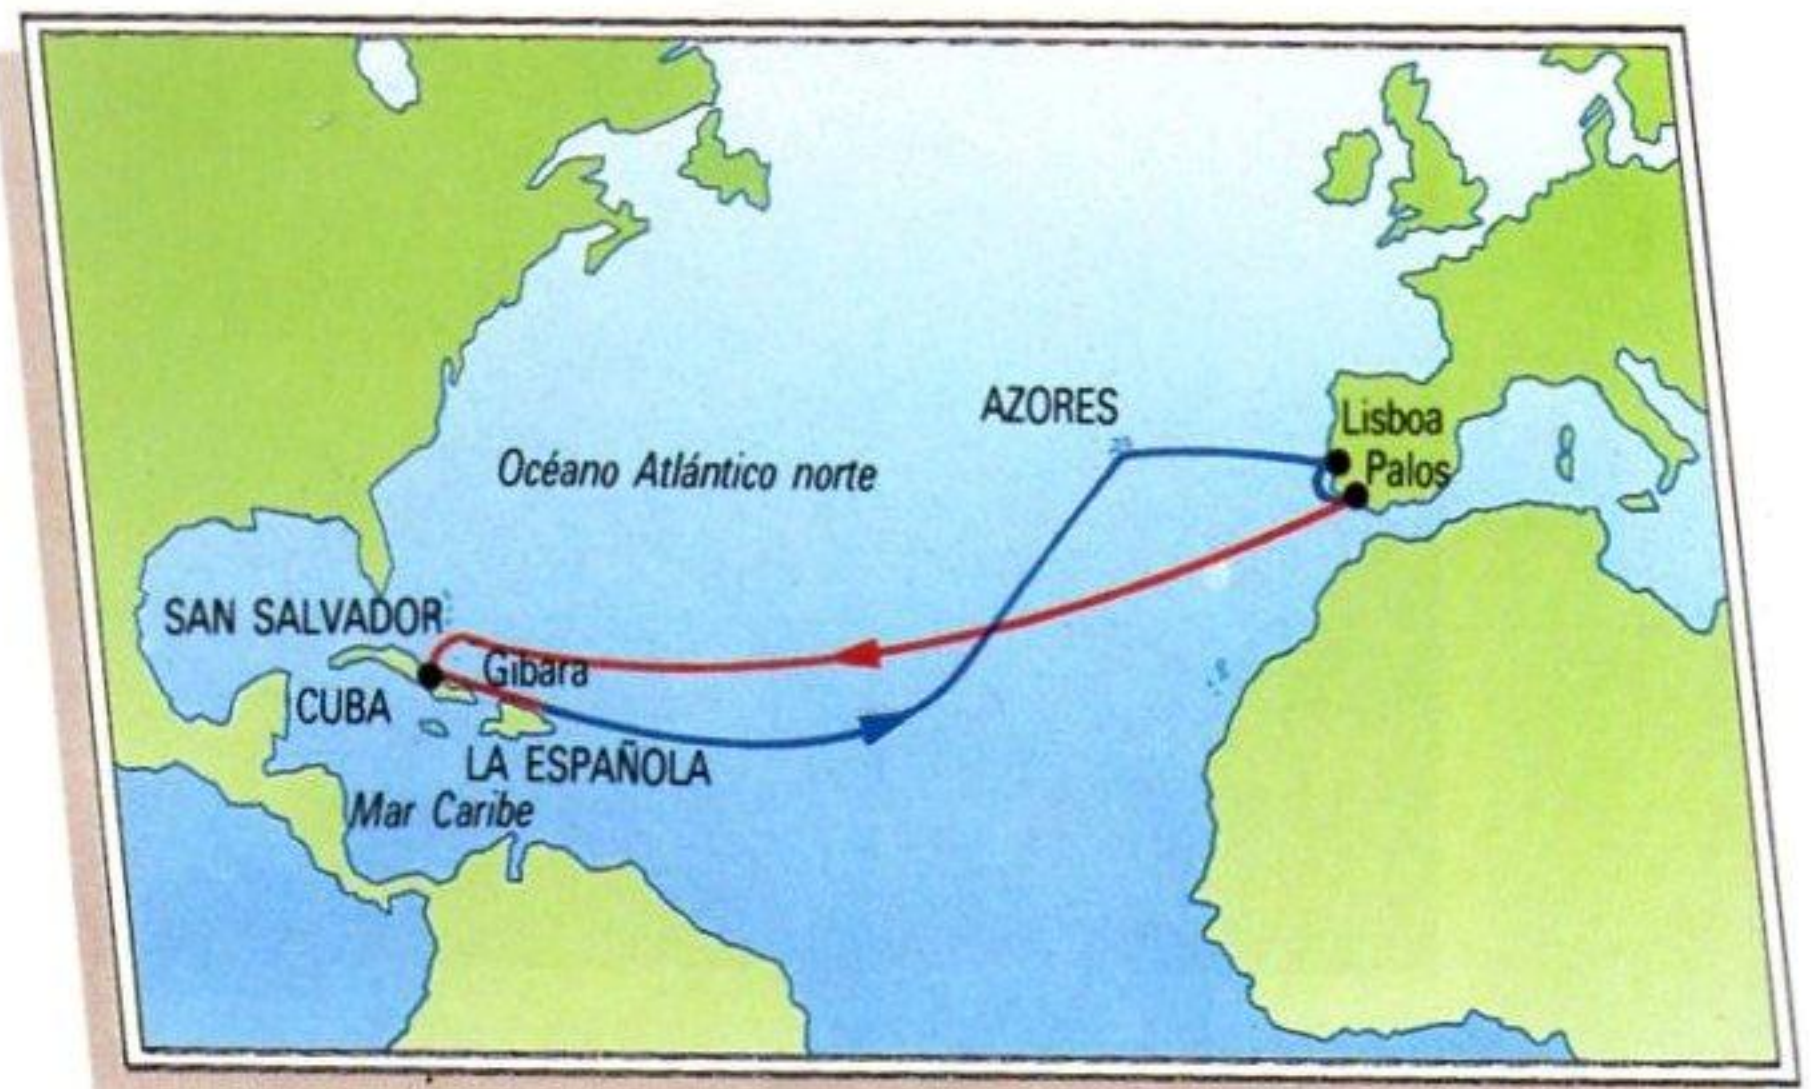 AZORES
Lisboa
Palos
Océano Atlántico norte
SAN SALVADOR
Gibara
CUBA
LA ESPAÑOLA
Mar Caribe